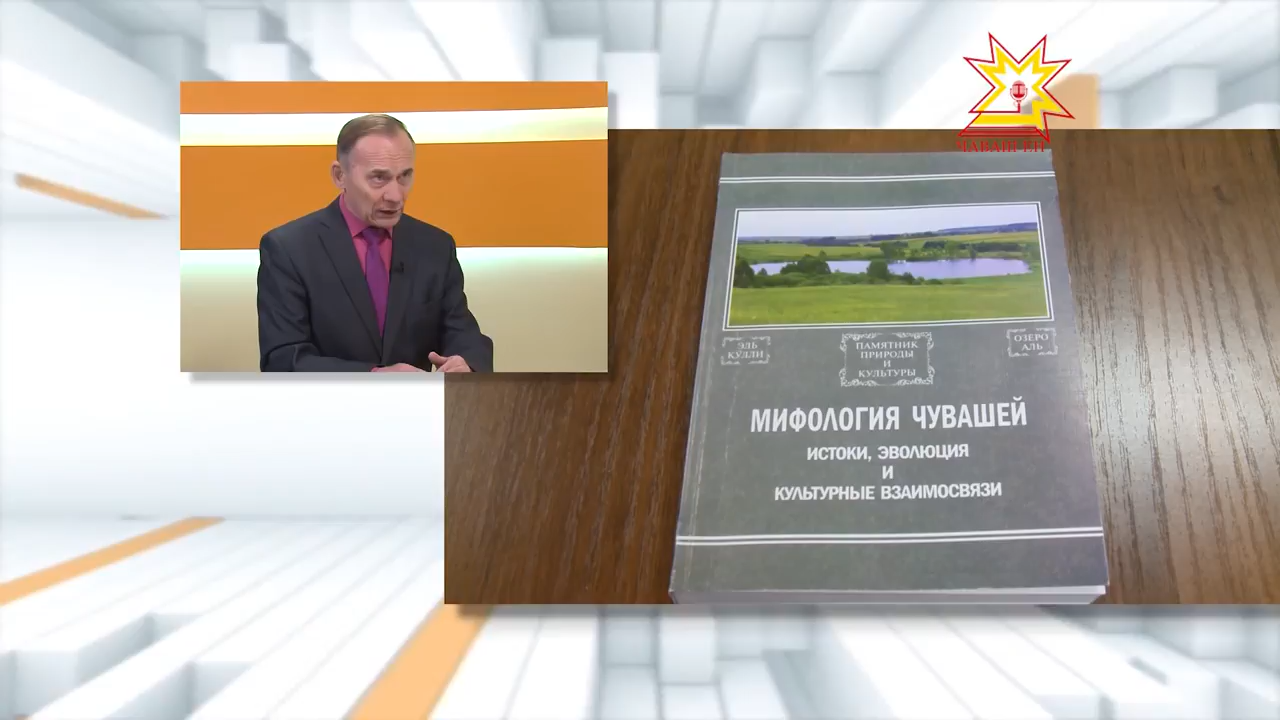 ЭЛЬ
КУЛЛИ
ПАМЯТНИК
ПРИРОДЫ
И
КУЛЬТУРЫ
ОЗЕРО
АЛЬ
МИФОЛОГИЯ ЧУВАШЕЙ
ИСТОКИ, ЭВОЛЮЦИЯ
И
КУЛЬТУРНЫЕ ВЗАИМОСВЯЗИ